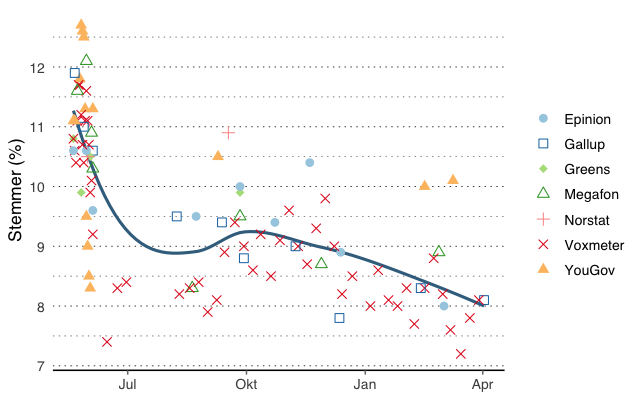 Stemmer (%)
12
11
10
9
8
7
Jul
Okt
Jan
Apr
Epinion
Gallup
Greens
Megafon
Norstat
Voxmeter
YouGov